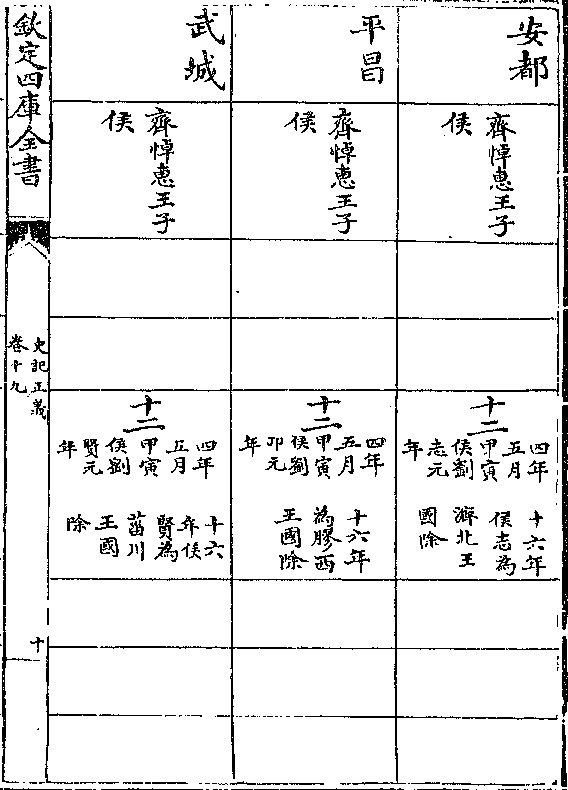 安都
齊悼惠王子
侯
十二
四年
五月
甲寅
侯劉
志元
年
十六年
侯志為
濟北王
國除
平昌
齊悼惠王子
侯
十二
四年
五月
甲寅
侯劉
卬元
年
十六年
為膠西
王國除
武城
齊悼惠王子
侯
十二
四年
五月
甲寅
侯劉
賢元
年
十六
年侯
賢為
菑川
王國
除
欽定四庫全書
史記正義
卷十九
十